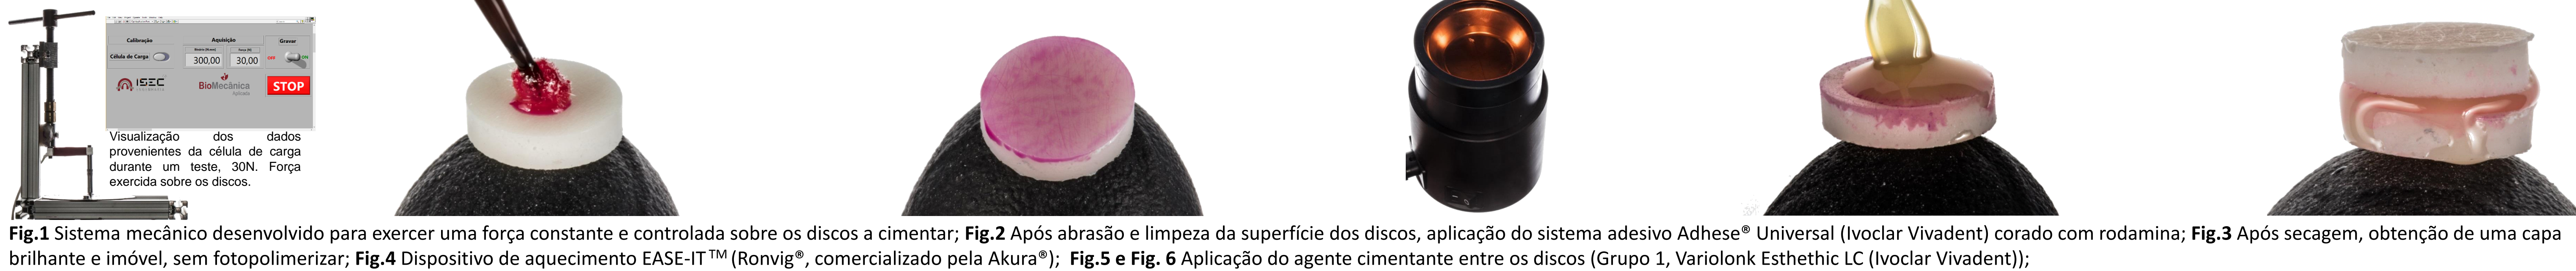 Calibração
Aquisição
Gravar
Célula de Carga
300,00
30,00
OFF
ON
ISEC
BioMecânica
Aplicada
STOP
Visualização dos dados
provenientes da célula de carga
durante um teste, 30N. Força
exercida sobre os discos.
Fig.1 Sistema mecânico desenvolvido para exercer uma força constante e controlada sobre os discos a cimentar; Fig.2 Após abrasão e limpeza da superfície dos discos, aplicação do sistema adesivo Adhese® Universal (Ivoclar Vivadent) corado com rodamina; Fig.3 Após secagem, obtenção de uma capa
brilhante e imóvel, sem fotopolimerizar; Fig.4 Dispositivo de aquecimento EASE-IT™ (Ronvig®, comercializado pela Akura®); Fig.5 e Fig. 6 Aplicação do agente cimentante entre os discos (Grupo 1, Variolonk Esthethic LC (Ivoclar Vivadent));